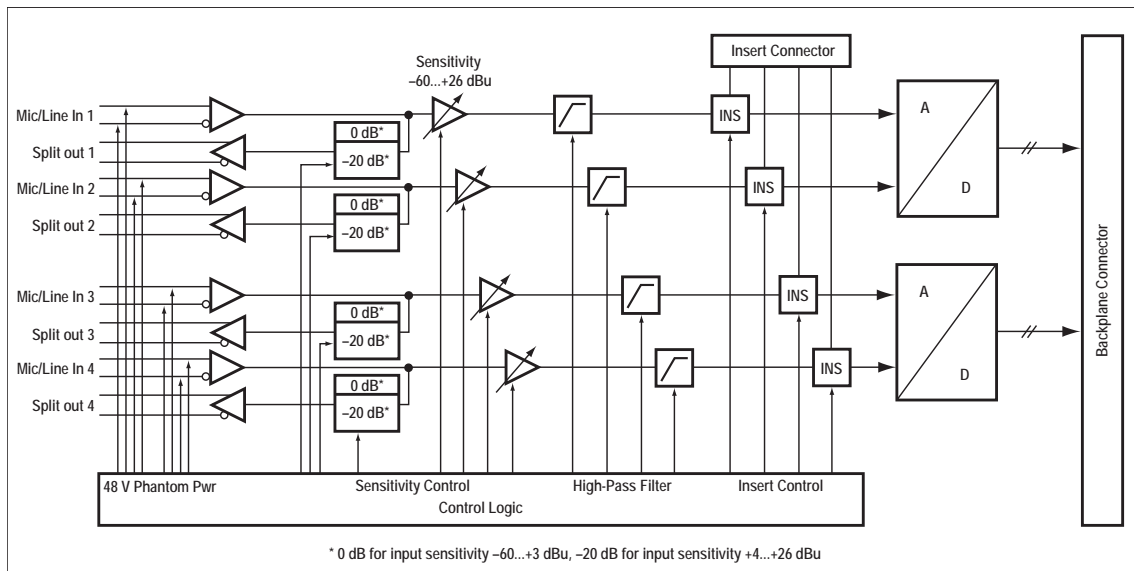 Insert Connector
Sensitivity
–60...+26 dBu
Mic/Line In 1
0 dB*
–20 dB*
INS
A
D
Split out 1
Mic/Line In 2
0 dB*
–20 dB*
INS
Split out 2
Mic/Line In 3
0 dB*
–20 dB*
INS
A
D
Split out 3
Mic/Line In 4
0 dB*
–20 dB*
INS
Split out 4
Backplane Connector
48 V Phantom Pwr
Sensitivity Control
High-Pass Filter
Insert Control
Control Logic
* 0 dB for input sensitivity –60...+3 dBu, –20 dB for input sensitivity +4...+26 dBu